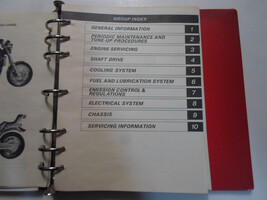 GROUP INDEX
GENERAL INFORMATION 1
PERIODIC MAINTENANCE AND
TUNE-UP PROCEDURES 2
ENGINE SERVICING 3
SHAFT DRIVE 4
COOLING SYSTEM 5
FUEL AND LUBRICATION SYSTEM 6
EMISSION CONTROL &
REGULATIONS 7
ELECTRICAL SYSTEM 8
CHASSIS 9
SERVICING INFORMATION 10